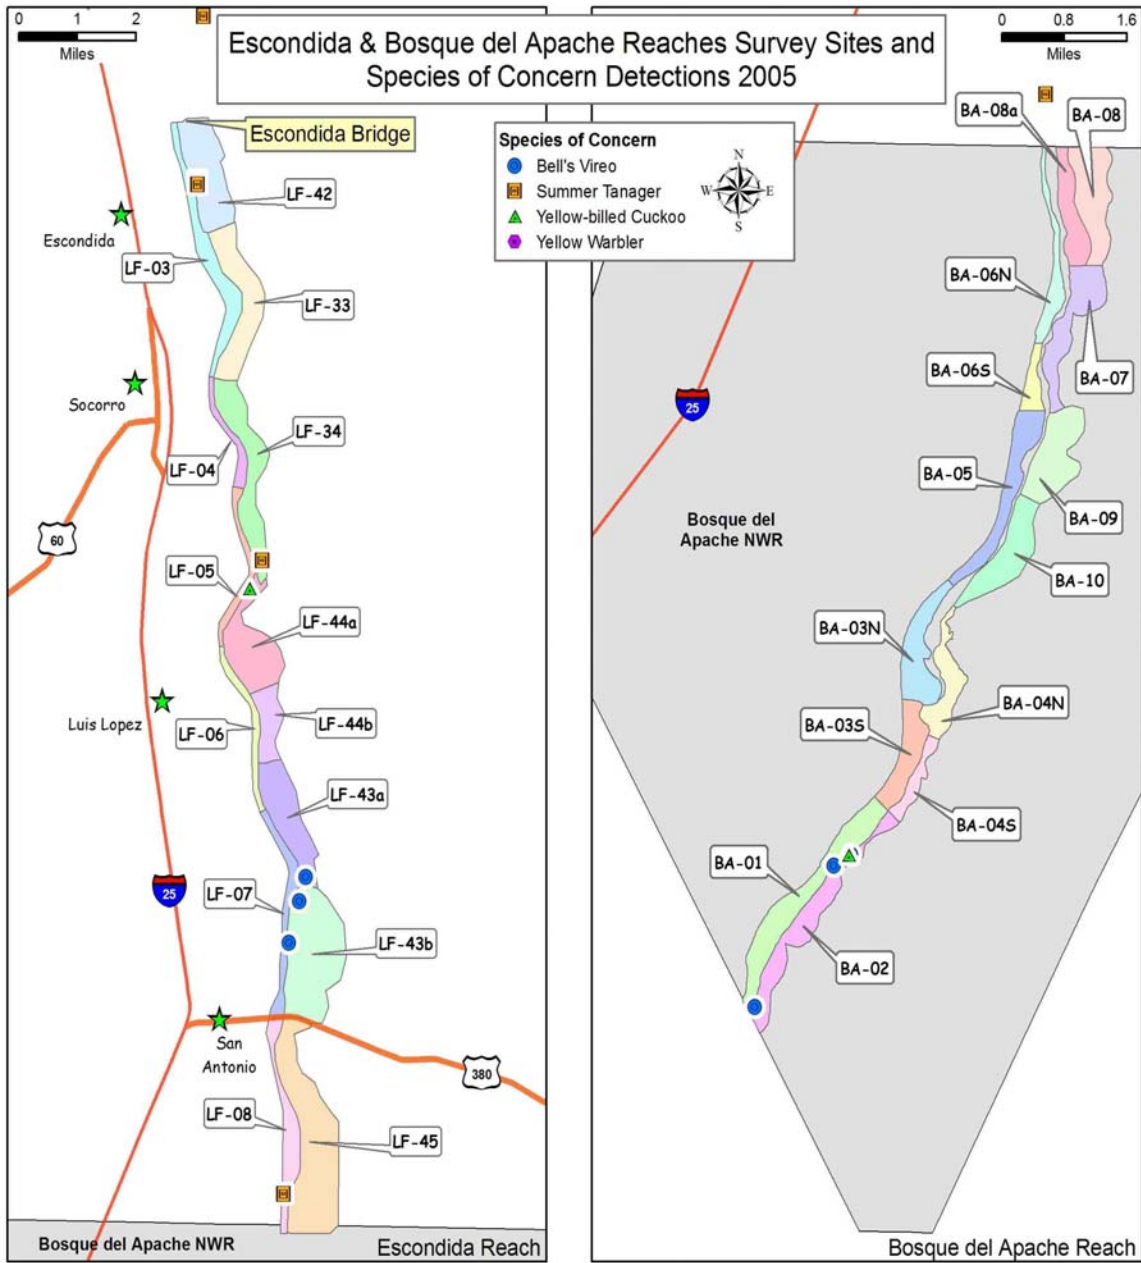 0 1 2
Miles
Escondida & Bosque del Apache Reaches Survey Sites and
Species of Concern Detections 2005
0 0.8 1.6
Miles
Escondida Bridge
Species of Concern
Bell's Vireo
Summer Tanager
Yellow-billed Cuckoo
Yellow Warbler
N
W E
S
LF-42
Escondida
LF-03
LF-33
Socorro
LF-34
LF-04
60
LF-05
LF-44a
Luis Lopez
LF-06
LF-44b
LF-43a
25
LF-07
LF-43b
San
Antonio
380
LF-08
LF-45
Bosque del Apache NWR
Escondida Reach
BA-08a
BA-08
BA-06N
BA-07
BA-06S
25
BA-05
BA-09
Bosque del
Apache NWR
BA-10
BA-03N
BA-04N
BA-03S
BA-04S
BA-01
BA-02
Bosque del Apache Reach